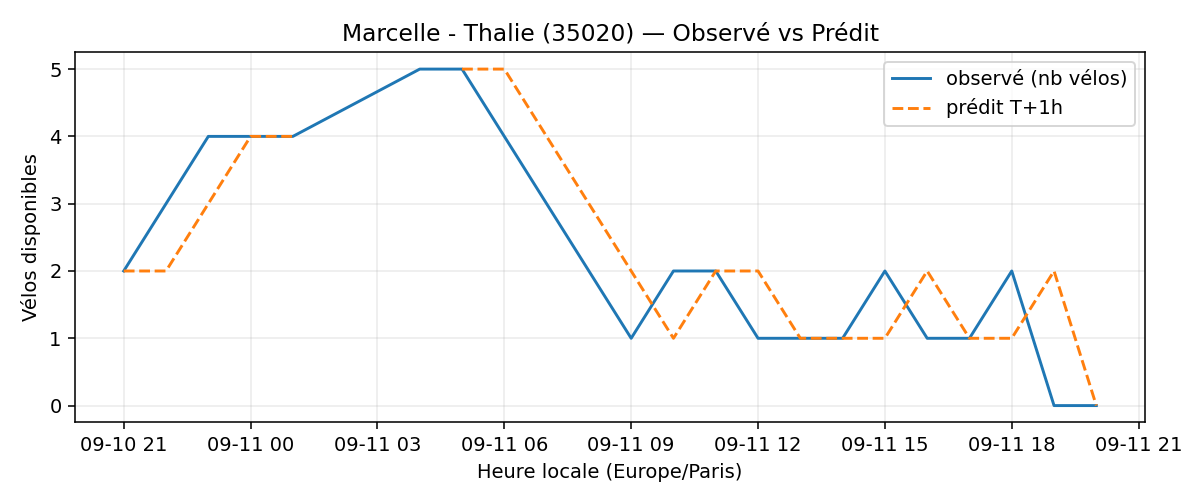 Marcelle - Thalie (35020) — Observé vs Prédit
observé (nb vélos)
prédit T+1h
Vélos disponibles
5
4
3
2
1
0
09-10 21 09-11 00 09-11 03 09-11 06 09-11 09 09-11 12 09-11 15 09-11 18 09-11 21
Heure locale (Europe/Paris)